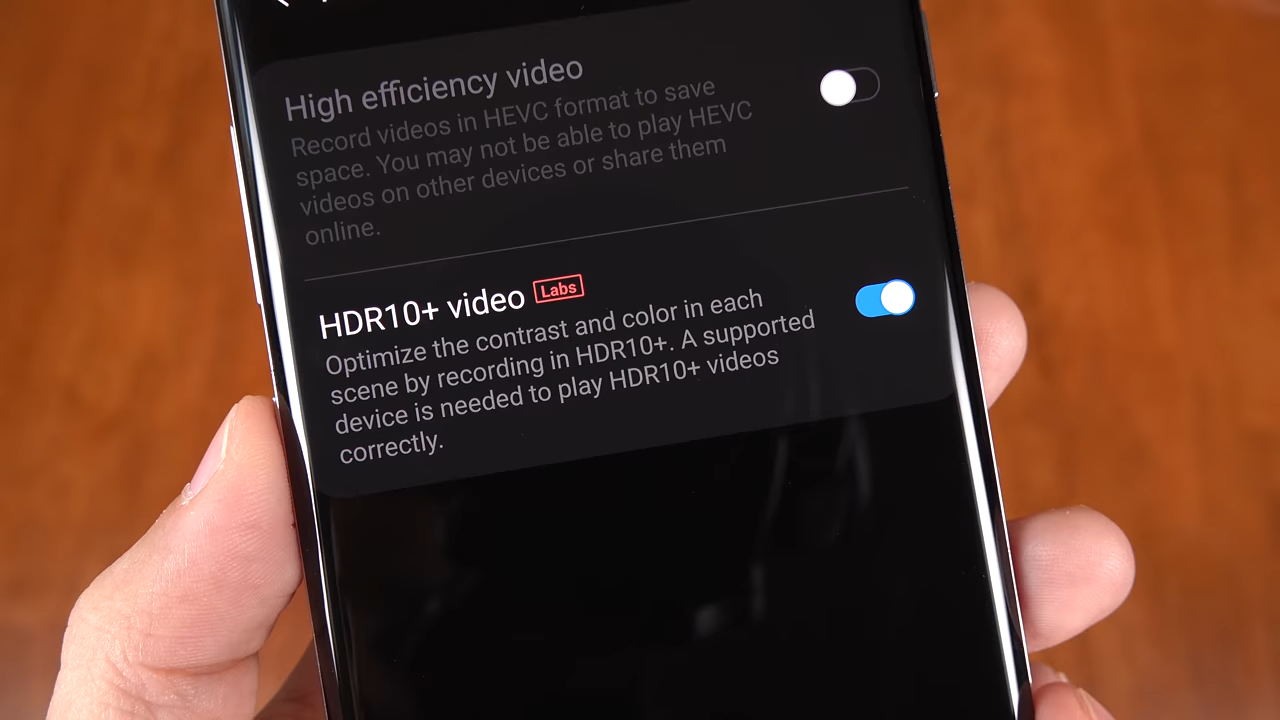 High efficiency video
Record videos in HEVC format to save
space. You may not be able to play HEVC
videos on other devices or share them
online.
HDR10+ video Labs
Optimize the contrast and color in each
scene by recording in HDR10+. A supported
device is needed to play HDR10+ videos
correctly.